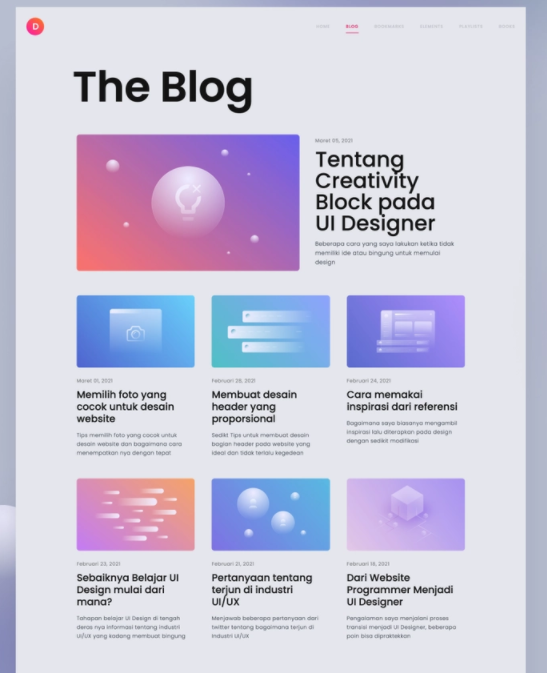 D
HOME
BLOG
ELEMENTS
The Blog
Maret 05, 2021
Tentang
Creativity
Block pada
UI Designer
Beberapa cara yang saya lakukan ketika tidak
memiliki ide atau bingung untuk memulai
design
Maret 01, 2021
Memilih foto yang
cocok untuk desain
website
Tips memilih foto yang cocok untuk
desain website dan bagaimana cara
menempatkan nya dengan tepat
Februari 28, 2021
Membuat desain
header yang
proporsional
Sedikit Tips untuk membuat desain
bagian header pada website yang
ideal dan tidak terlalu kegedean
Februari 24, 2021
Cara memakai
inspirasi dari referensi
Bagaimana saya biasanya mengambil
inspirasi lalu diterapkan pada design
dengan sedikit modifikasi
Februari 23, 2021
Sebaiknya Belajar UI
Design mulai dari
mana?
Tahapan belajar UI Design di tengah
deras nya informasi tentang Industri
UI/UX yang kadang membuat bingung
Februari 21, 2021
Pertanyaan tentang
terjun di industri
UI/UX
Menjawab beberapa pertanyaan dari
twitter tentang bagaimana terjun di
Industri UI/UX
Februari 19, 2021
Dari Website
Programmer Menjadi
UI Designer
Pengalaman saya menjalani proses
transisi menjadi UI Designer, beberapa
poin bisa dipraktekkan